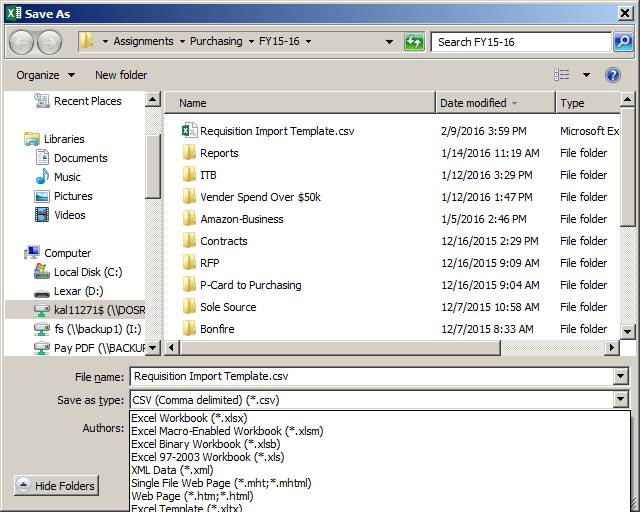 Save As
Assignments Purchasing FY15-16
Search FY15-16
Organize New folder
Recent Places
Libraries
Documents
Music
Pictures
Videos
Computer
Local Disk (C:)
Lexar (D:)
kal11271$ (\\DOSR
fs (\\backup1) (I:)
Pay PDF (\\BACKUP
Name Date modified Type
Requisition Import Template.csv 2/9/2016 3:59 PM Microsoft Ex
Reports 1/14/2016 11:19 AM File folder
ITB 1/12/2016 3:29 PM File folder
Vender Spend Over $50k 1/12/2016 1:47 PM File folder
Amazon-Business 1/5/2016 2:46 PM File folder
Contracts 12/16/2015 2:29 PM File folder
RFP 12/16/2015 9:09 AM File folder
P-Card to Purchasing 12/16/2015 9:04 AM File folder
Sole Source 12/7/2015 10:58 AM File folder
Bonfire 12/7/2015 8:33 AM File folder
File name: Requisition Import Template.csv
Save as type: CSV (Comma delimited) (*.csv)
Authors:
Excel Workbook (*.xlsx)
Excel Macro-Enabled Workbook (*.xlsm)
Excel Binary Workbook (*.xlsb)
Excel 97-2003 Workbook (*.xls)
XML Data (*.xml)
Single File Web Page (*.mht;*.mhtml)
Web Page (*.htm;*.html)
Excel Template (*.xltx)
Hide Folders